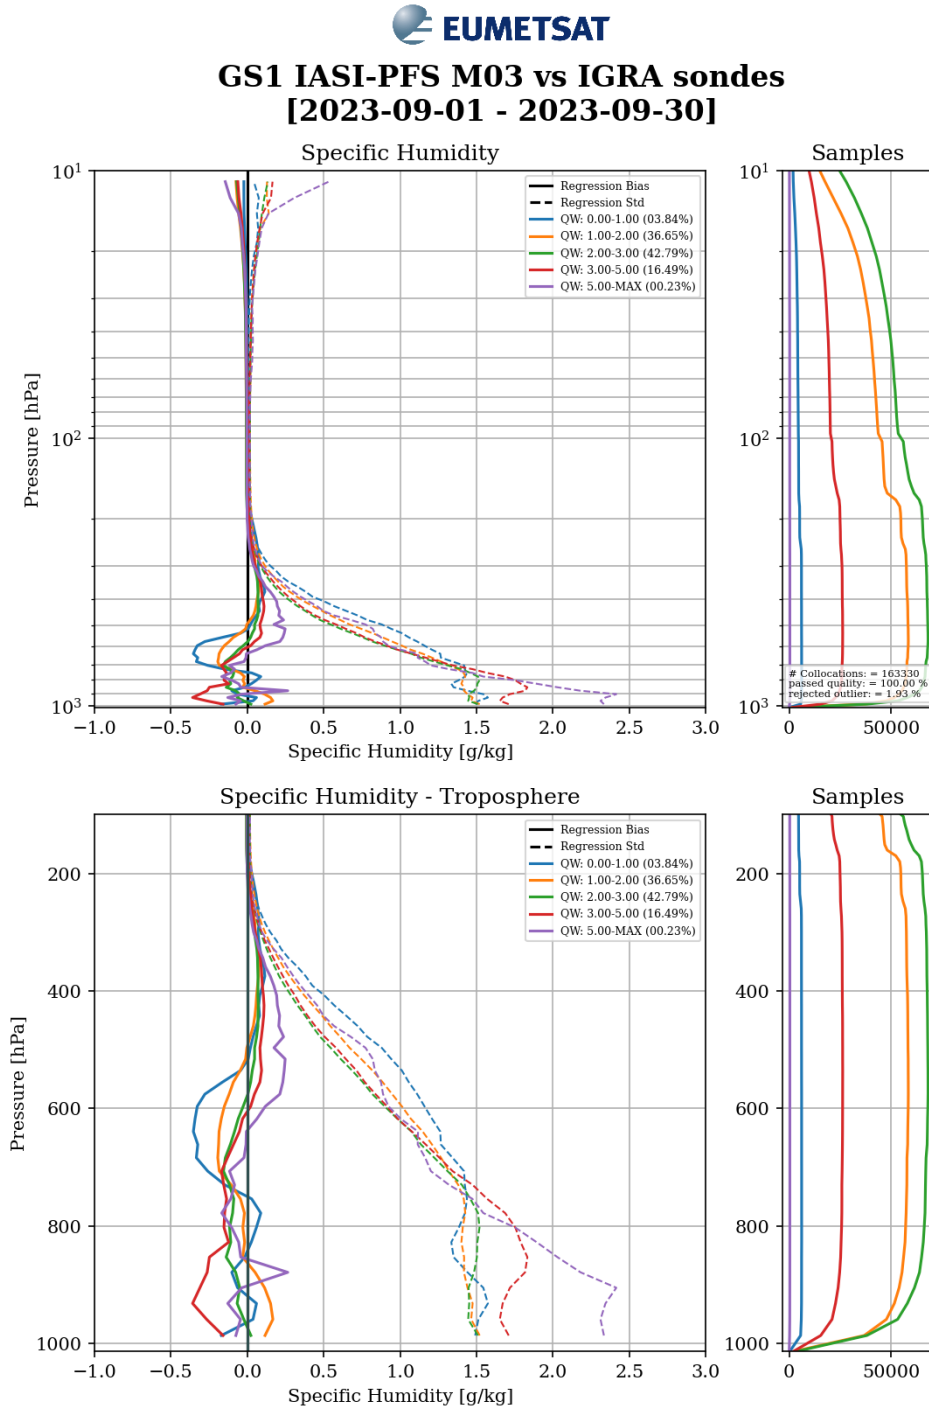 EUMETSAT
GS1 IASI-PFS M03 vs IGRA sondes
[2023-09-01 - 2023-09-30]
Specific Humidity
Samples
Regression Bias
Regression Std
QW: 0.00-1.00 (03.84%)
QW: 1.00-2.00 (36.65%)
QW: 2.00-3.00 (42.79%)
QW: 3.00-5.00 (16.49%)
QW: 5.00-MAX (00.23%)
10¹
10²
10³
Pressure [hPa]
−1.0 −0.5 0.0 0.5 1.0 1.5 2.0 2.5 3.0
Specific Humidity [g/kg]
10¹
10²
10³
# Collocations: = 163330
passed quality: = 100.00 %
rejected outlier: = 1.93 %
0 50000
Specific Humidity - Troposphere
Samples
Regression Bias
Regression Std
QW: 0.00-1.00 (03.84%)
QW: 1.00-2.00 (36.65%)
QW: 2.00-3.00 (42.79%)
QW: 3.00-5.00 (16.49%)
QW: 5.00-MAX (00.23%)
200
400
600
800
1000
Pressure [hPa]
−1.0 −0.5 0.0 0.5 1.0 1.5 2.0 2.5 3.0
Specific Humidity [g/kg]
200
400
600
800
1000
0 50000